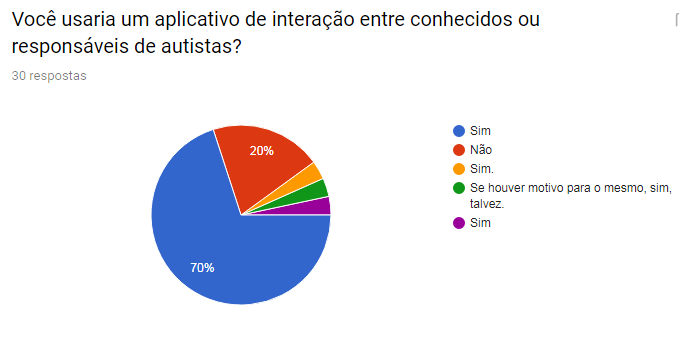 Você usaria um aplicativo de interação entre conhecidos ou
responsáveis de autistas?
30 respostas
20%
70%
Sim
Não
Sim.
Se houver motivo para o mesmo, sim,
talvez.
Sim